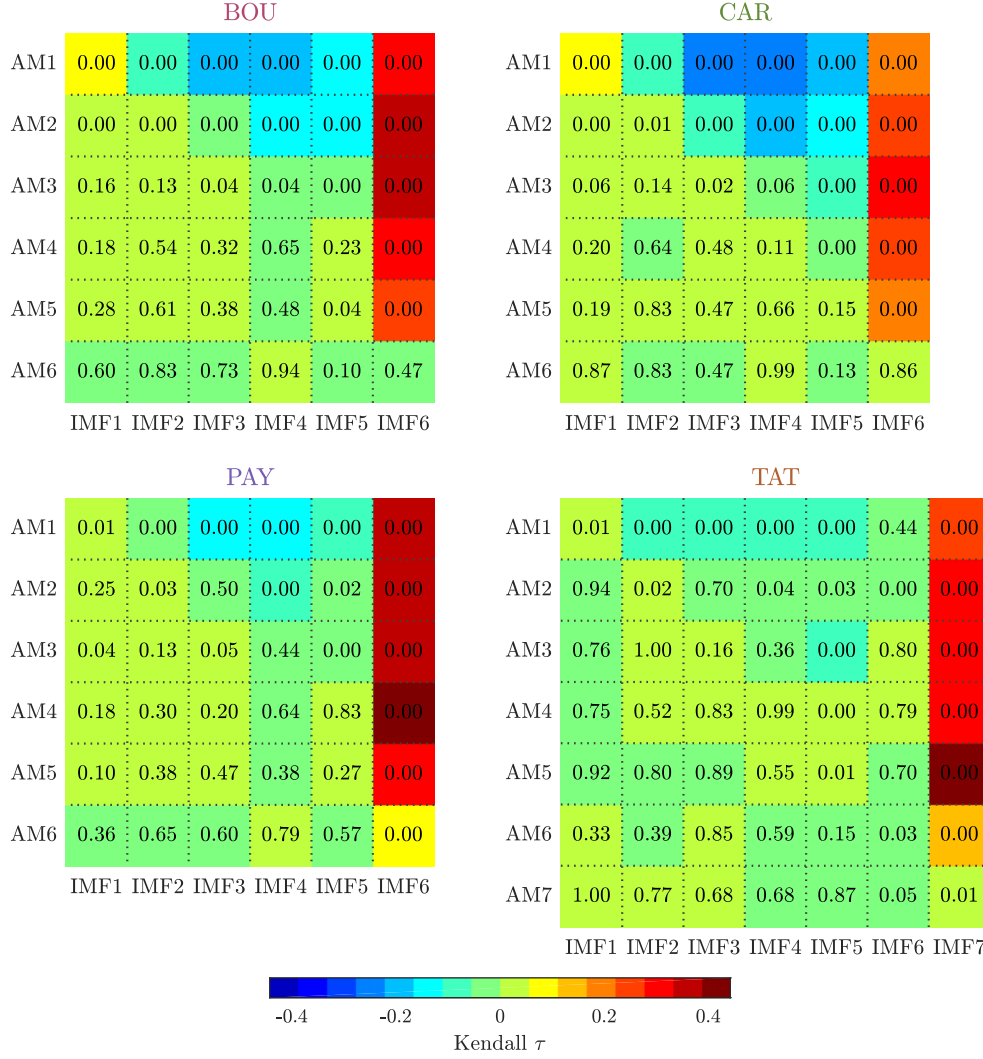 BOU
AM1 0.00 0.00 0.00 0.00 0.00 0.00
AM2 0.00 0.00 0.00 0.00 0.00 0.00
AM3 0.16 0.13 0.04 0.04 0.00 0.00
AM4 0.18 0.54 0.32 0.65 0.23 0.00
AM5 0.28 0.61 0.38 0.48 0.04 0.00
AM6 0.60 0.83 0.73 0.94 0.10 0.47
IMF1 IMF2 IMF3 IMF4 IMF5 IMF6
CAR
AM1 0.00 0.00 0.00 0.00 0.00 0.00
AM2 0.00 0.01 0.00 0.00 0.00 0.00
AM3 0.06 0.14 0.02 0.06 0.00 0.00
AM4 0.20 0.64 0.48 0.11 0.00 0.00
AM5 0.19 0.83 0.47 0.66 0.15 0.00
AM6 0.87 0.83 0.47 0.99 0.13 0.86
IMF1 IMF2 IMF3 IMF4 IMF5 IMF6
PAY
AM1 0.01 0.00 0.00 0.00 0.00 0.00
AM2 0.25 0.03 0.50 0.00 0.02 0.00
AM3 0.04 0.13 0.05 0.44 0.00 0.00
AM4 0.18 0.30 0.20 0.64 0.83 0.00
AM5 0.10 0.38 0.47 0.38 0.27 0.00
AM6 0.36 0.65 0.60 0.79 0.57 0.00
IMF1 IMF2 IMF3 IMF4 IMF5 IMF6
TAT
AM1 0.01 0.00 0.00 0.00 0.00 0.44 0.00
AM2 0.94 0.02 0.70 0.04 0.03 0.00 0.00
AM3 0.76 1.00 0.16 0.36 0.00 0.80 0.00
AM4 0.75 0.52 0.83 0.99 0.00 0.79 0.00
AM5 0.92 0.80 0.89 0.55 0.01 0.70 0.00
AM6 0.33 0.39 0.85 0.59 0.15 0.03 0.00
AM7 1.00 0.77 0.68 0.68 0.87 0.05 0.01
IMF1 IMF2 IMF3 IMF4 IMF5 IMF6 IMF7
-0.4 -0.2 0 0.2 0.4
Kendall τ